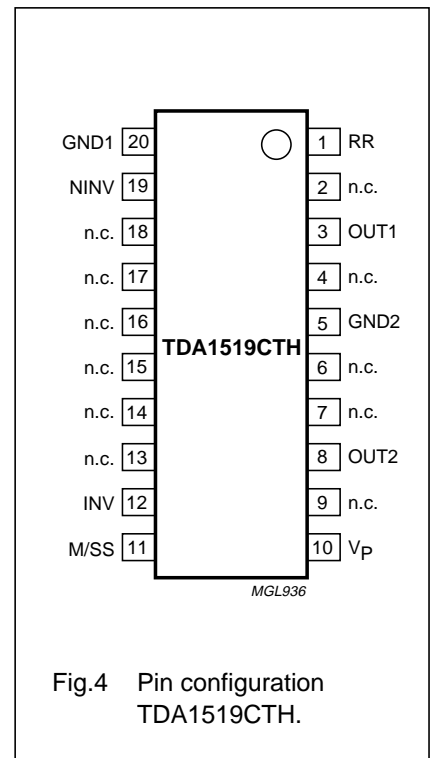 GND1 20 1 RR
NINV 19 2 n.c.
n.c. 18 3 OUT1
n.c. 17 4 n.c.
n.c. 16 5 GND2
TDA1519CTH
n.c. 15 6 n.c.
n.c. 14 7 n.c.
n.c. 13 8 OUT2
INV 12 9 n.c.
M/SS 11 10 VP
MGL936
Fig.4 Pin configuration
TDA1519CTH.